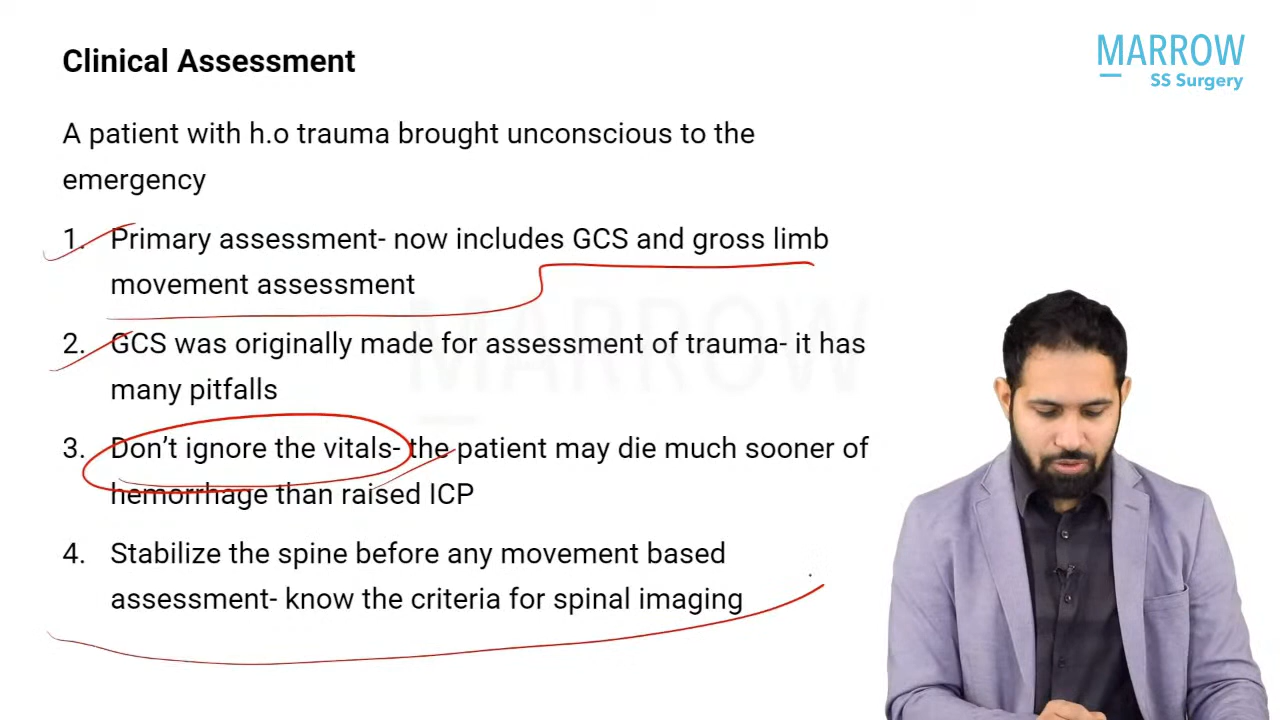 Clinical Assessment
MARROW
SS Surgery
A patient with h.o trauma brought unconscious to the
emergency
1. Primary assessment- now includes GCS and gross limb
movement assessment
2. GCS was originally made for assessment of trauma- it has
many pitfalls
3. Don’t ignore the vitals- the patient may die much sooner of
hemorrhage than raised ICP
4. Stabilize the spine before any movement based
assessment- know the criteria for spinal imaging
MARROW